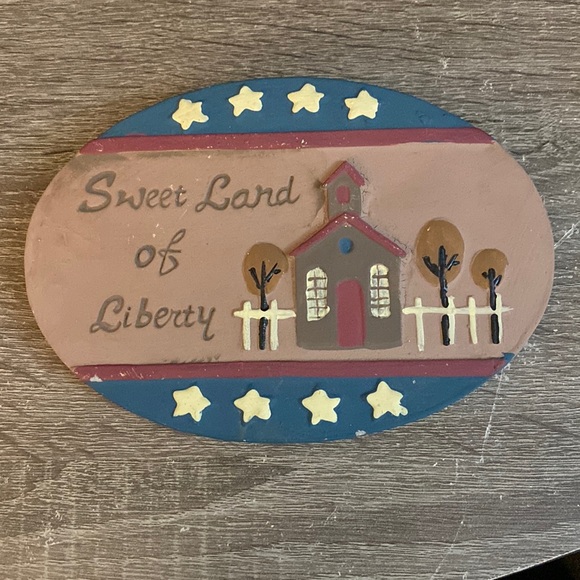 Sweet Land
of
Liberty